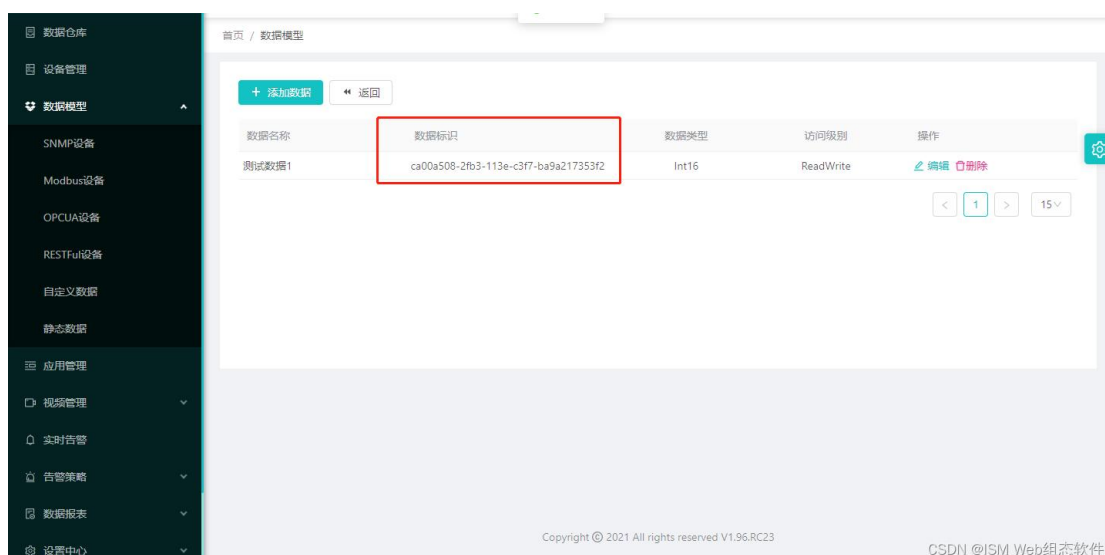 数据仓库
首页 / 数据模型
设备管理
数据模型
SNMP设备
Modbus设备
OPCUA设备
RESTFul设备
自定义数据
静态数据
应用管理
视频管理
实时告警
告警策略
数据报表
设置中心
添加数据 返回
数据名称 数据标识 数据类型 访问级别 操作
测试数据1 ca00a508-2fb3-113e-c3f7-ba9a217353f2 Int16 ReadWrite 编辑 删除
< 1 > 15
Copyright © 2021 All rights reserved V1.96.RC23
CSDN @ISM Web组态软件